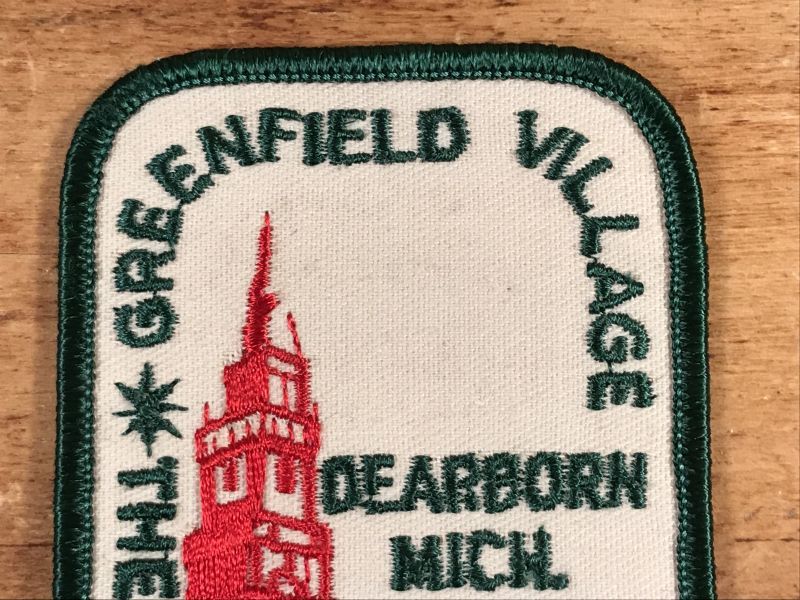 GREENFIELD VILLAGE
THE
DEARBORN
MICH.